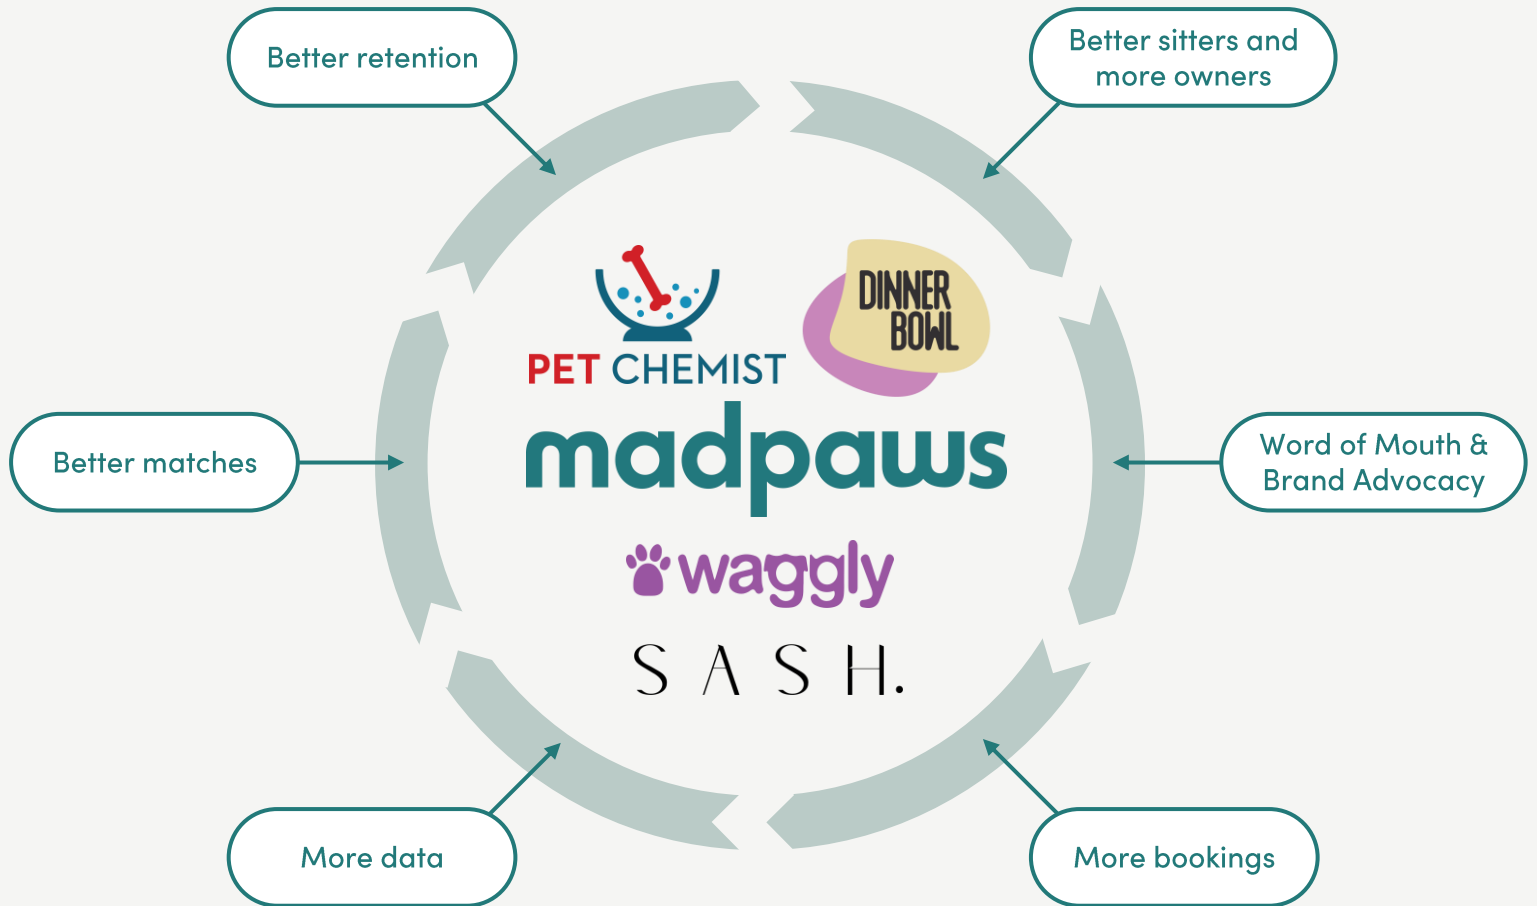 Better retention
Better sitters and
more owners
PET CHEMIST
DINNER
BOWL
madpaws
Better matches
Word of Mouth &
Brand Advocacy
waggly
SASH.
More data
More bookings